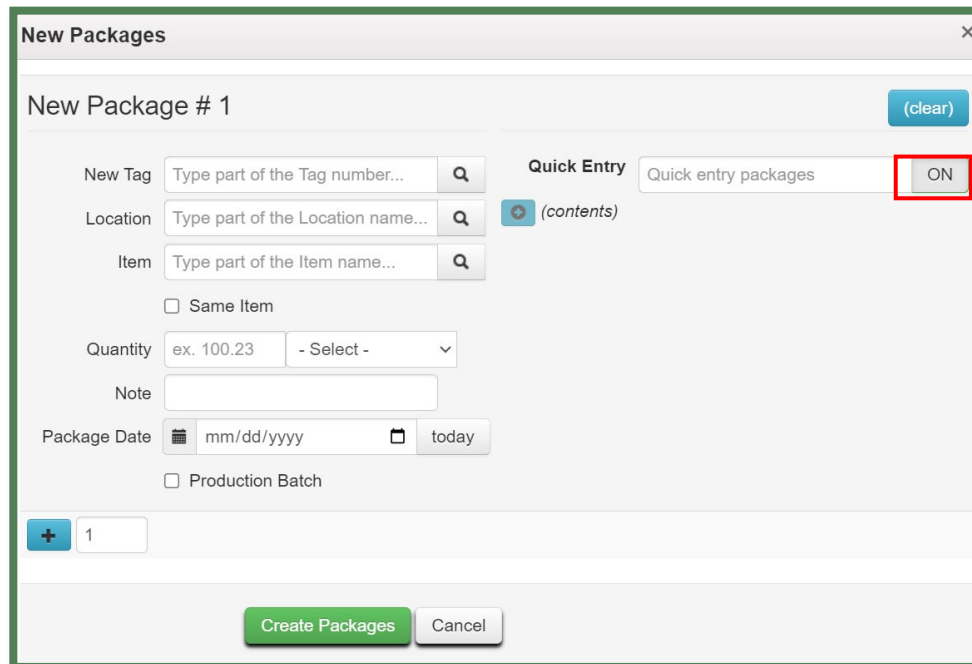 New Packages ×
New Package # 1 (clear)
New Tag Type part of the Tag number...
Location Type part of the Location name...
Item Type part of the Item name...
Same Item
Quantity ex. 100.23 - Select -
Note
Package Date mm/dd/yyyy today
Production Batch
Quick Entry Quick entry packages ON
(contents)
+ 1
Create Packages Cancel